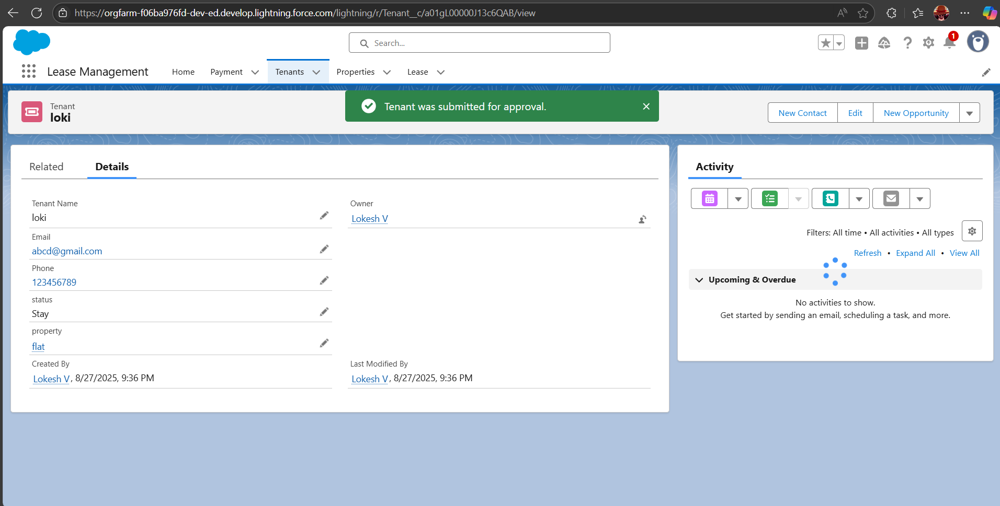 https://orgfarm-f06ba976fd-dev-ed.develop.lightning.force.com/lightning/r/Tenant__c/a01gL00000J13c6QAB/view
Search...
1
Lease Management
Home
Payment
Tenants
Properties
Lease
Tenant
loki
Tenant was submitted for approval.
New Contact
Edit
New Opportunity
Related
Details
Tenant Name
loki
Owner
Lokesh V
Email
abcd@gmail.com
Phone
123456789
status
Stay
property
flat
Created By
Lokesh V, 8/27/2025, 9:36 PM
Last Modified By
Lokesh V, 8/27/2025, 9:36 PM
Activity
Filters: All time • All activities • All types
Refresh • Expand All • View All
Upcoming & Overdue
No activities to show.
Get started by sending an email, scheduling a task, and more.